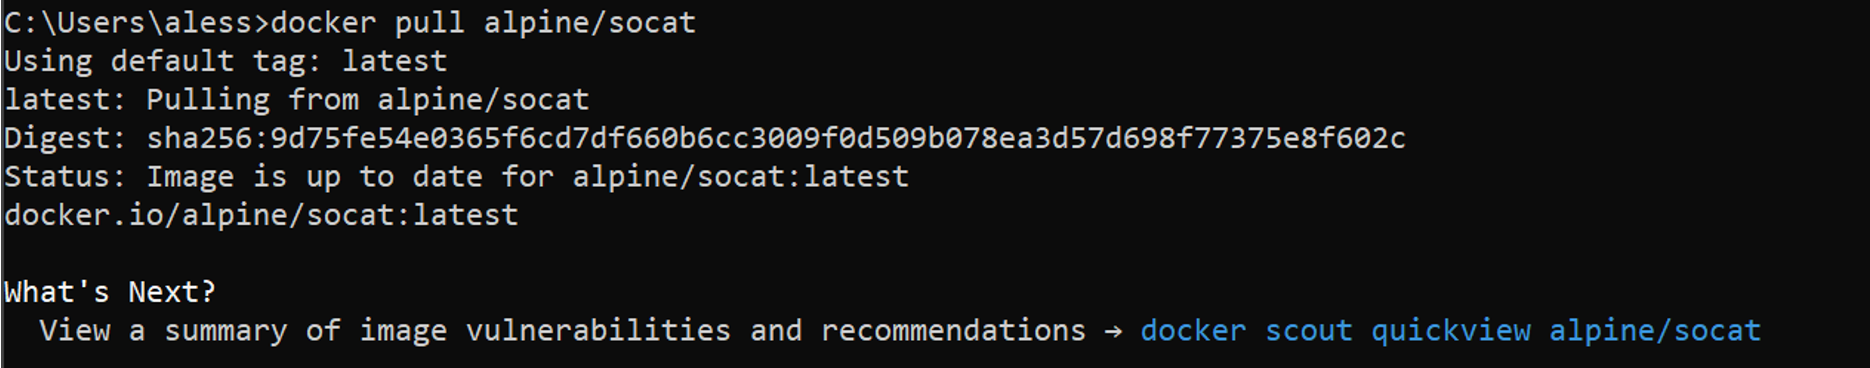 C:\Users\aless>docker pull alpine/socat
Using default tag: latest
latest: Pulling from alpine/socat
Digest: sha256:9d75fe54e0365f6cd7df660b6cc3009f0d509b078ea3d57d698f77375e8f602c
Status: Image is up to date for alpine/socat:latest
docker.io/alpine/socat:latest
What's Next?
View a summary of image vulnerabilities and recommendations → docker scout quickview alpine/socat